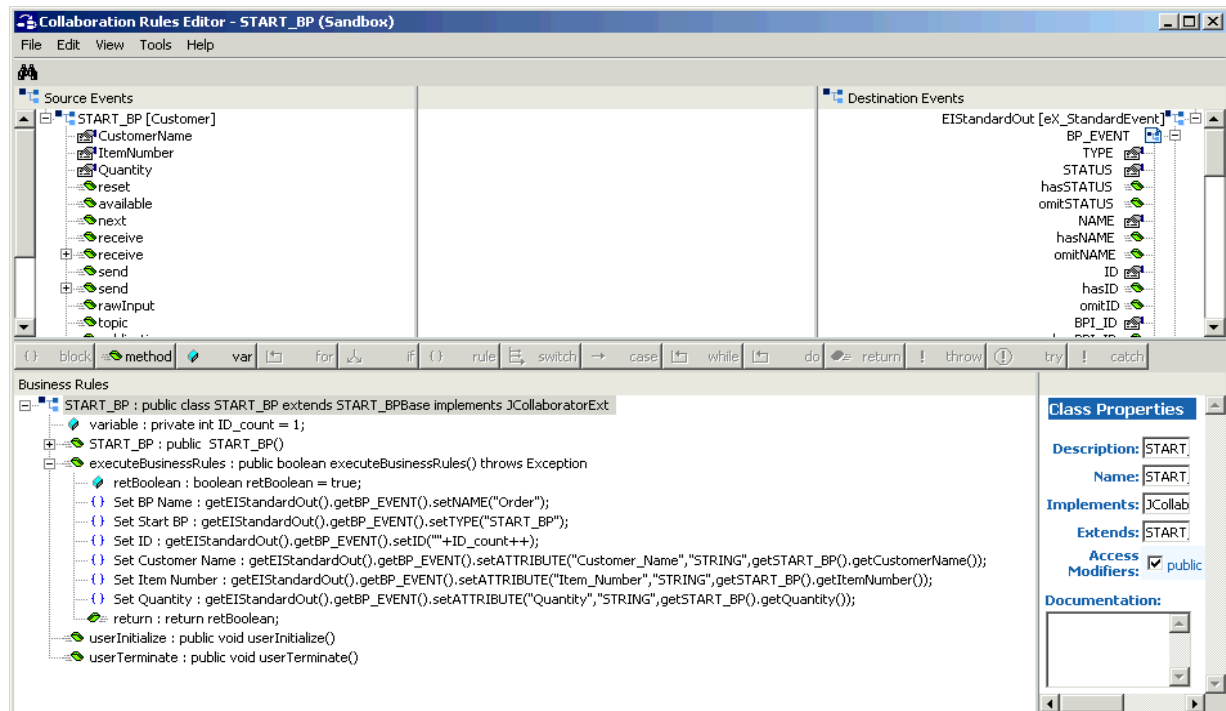 Collaboration Rules Editor - START_BP (Sandbox)
File Edit View Tools Help
Source Events
START_BP [Customer]
CustomerName
ItemNumber
Quantity
reset
available
next
receive
receive
send
send
rawInput
topic
Destination Events
EIStandardOut [eX_StandardEvent]
BP_EVENT
TYPE
STATUS
hasSTATUS
omitSTATUS
NAME
hasNAME
omitNAME
ID
hasID
omitID
BPI_ID
{} block method var for if {} rule switch case while do return ! throw try ! catch
Business Rules
START_BP : public class START_BP extends START_BPBase implements JCollaboratorExt
variable : private int ID_count = 1;
START_BP : public START_BP()
executeBusinessRules : public boolean executeBusinessRules() throws Exception
retBoolean : boolean retBoolean = true;
{} Set BP Name : getEIStandardOut().getBP_EVENT().setNAME("Order");
{} Set Start BP : getEIStandardOut().getBP_EVENT().setTYPE("START_BP");
{} Set ID : getEIStandardOut().getBP_EVENT().setID(""+ID_count++);
{} Set Customer Name : getEIStandardOut().getBP_EVENT().setATTRIBUTE("Customer_Name","STRING",getSTART_BP().getCustomerName());
{} Set Item Number : getEIStandardOut().getBP_EVENT().setATTRIBUTE("Item_Number","STRING",getSTART_BP().getItemNumber());
{} Set Quantity : getEIStandardOut().getBP_EVENT().setATTRIBUTE("Quantity","STRING",getSTART_BP().getQuantity());
return : return retBoolean;
userInitialize : public void userInitialize()
userTerminate : public void userTerminate()
Class Properties
Description: START_
Name: START_
Implements: JCollab
Extends: START_
Access
Modifiers: public
Documentation: